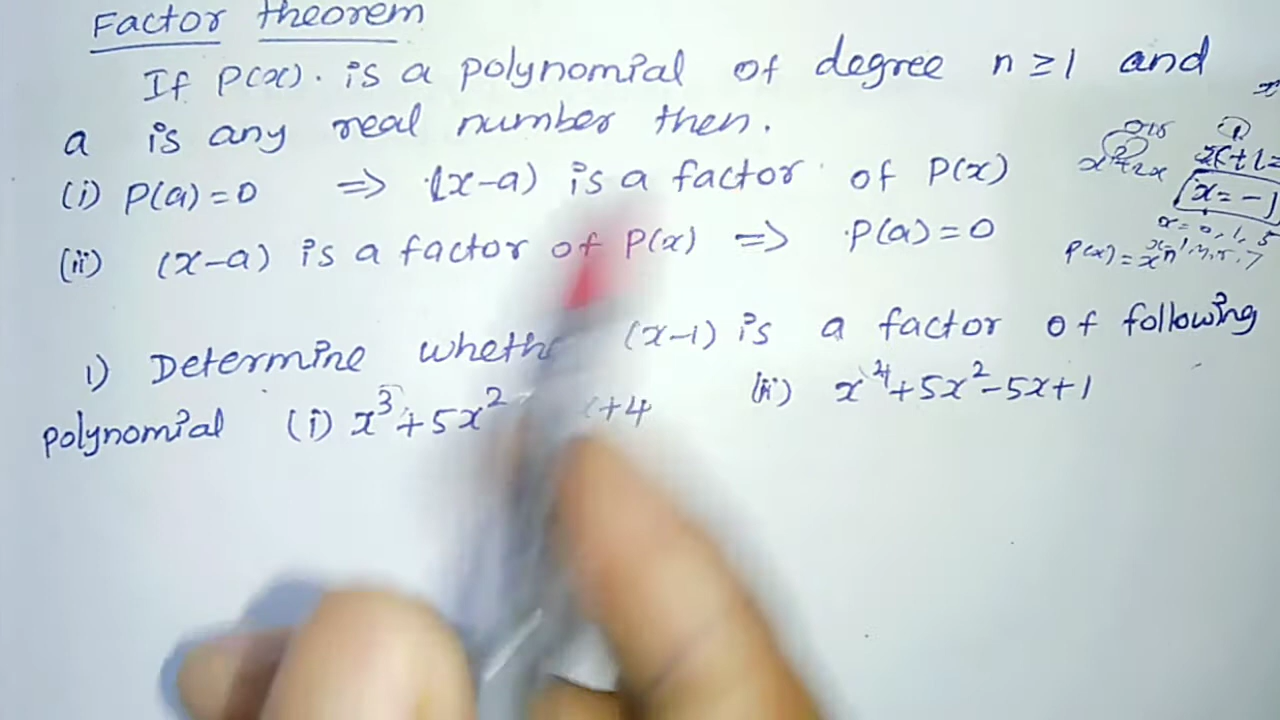 Factor theorem
If P(x). is a polynomial of degree n ≥ 1 and
a is any real number then.
(i) P(a) = 0 => (x-a) is a factor of P(x)
(ii) (x-a) is a factor of P(x) => P(a) = 0
1) Determine (x-1) is a factor of following
polynomial (i) x³+5x² +4 (ii) x⁴+5x²-5x+1
x=-1
P(x) =